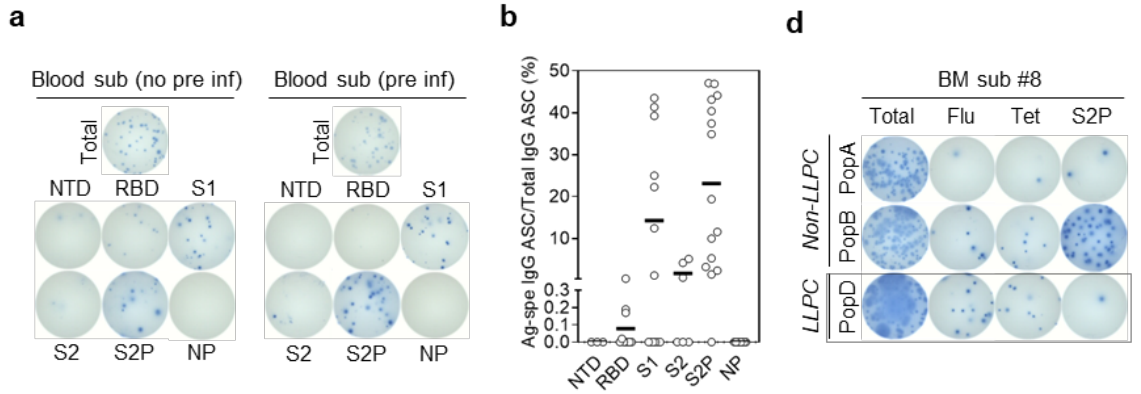 a
Blood sub (no pre inf)
Blood sub (pre inf)
Total
Total
NTD RBD S1
NTD RBD S1
S2 S2P NP
S2 S2P NP
b
Ag-spe IgG ASC/Total IgG ASC (%)
50
40
30
20
10
0.3
0.2
0.1
0.0
NTD RBD S1 S2 S2P NP
d
BM sub #8
Total Flu Tet S2P
Non-LLPC
PopA
PopB
LLPC
PopD